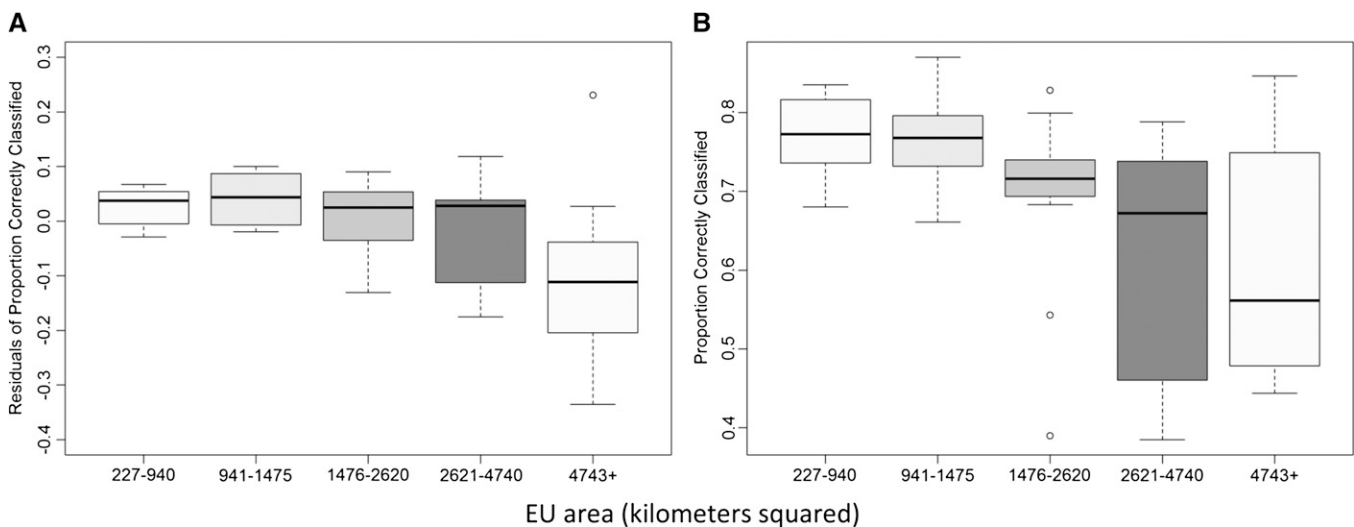 A
B
Residuals of Proportion Correctly Classified
0.3
0.2
0.1
0.0
-0.1
-0.2
-0.3
-0.4
227-940 941-1475 1476-2620 2621-4740 4743+
Proportion Correctly Classified
0.8
0.7
0.6
0.5
0.4
227-940 941-1475 1476-2620 2621-4740 4743+
EU area (kilometers squared)